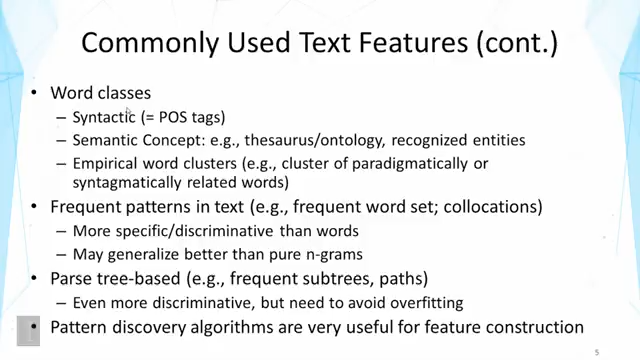 Commonly Used Text Features (cont.)
• Word classes
– Syntactic (= POS tags)
– Semantic Concept: e.g., thesaurus/ontology, recognized entities
– Empirical word clusters (e.g., cluster of paradigmatically or
syntagmatically related words)
• Frequent patterns in text (e.g., frequent word set; collocations)
– More specific/discriminative than words
– May generalize better than pure n-grams
• Parse tree-based (e.g., frequent subtrees, paths)
– Even more discriminative, but need to avoid overfitting
• Pattern discovery algorithms are very useful for feature construction
5